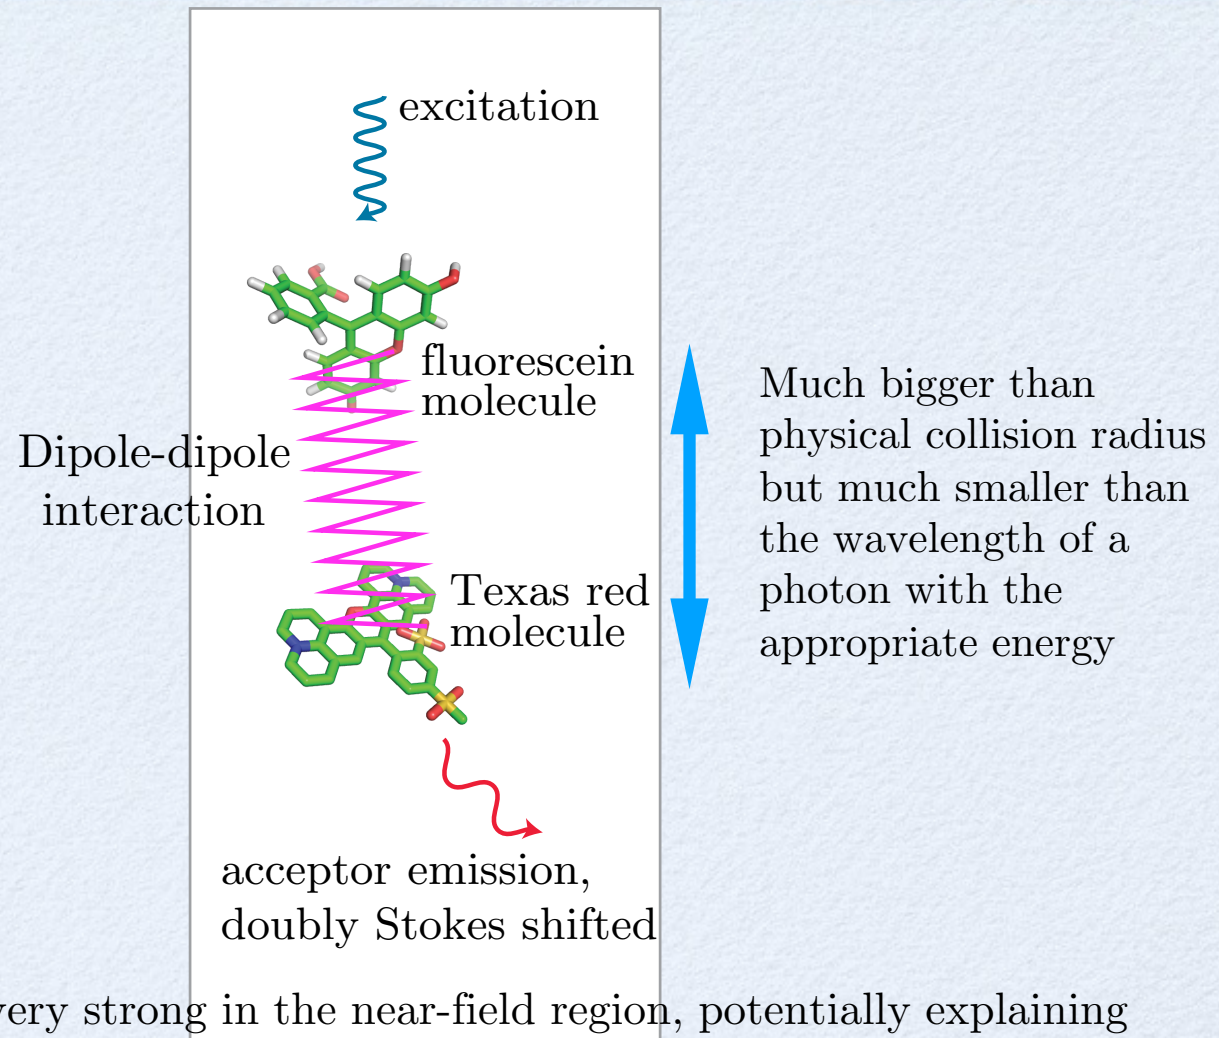 excitation
fluorescein
molecule
Dipole-dipole
interaction
Much bigger than
physical collision radius
but much smaller than
the wavelength of a
photon with the
appropriate energy
Texas red
molecule
acceptor emission,
doubly Stokes shifted
very strong in the near-field region, potentially explaining